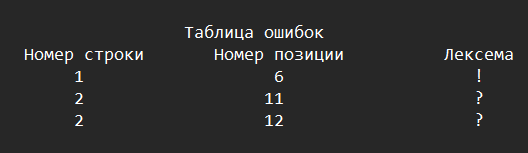 Таблица ошибок
Номер строки Номер позиции Лексема
1 6 !
2 11 ?
2 12 ?